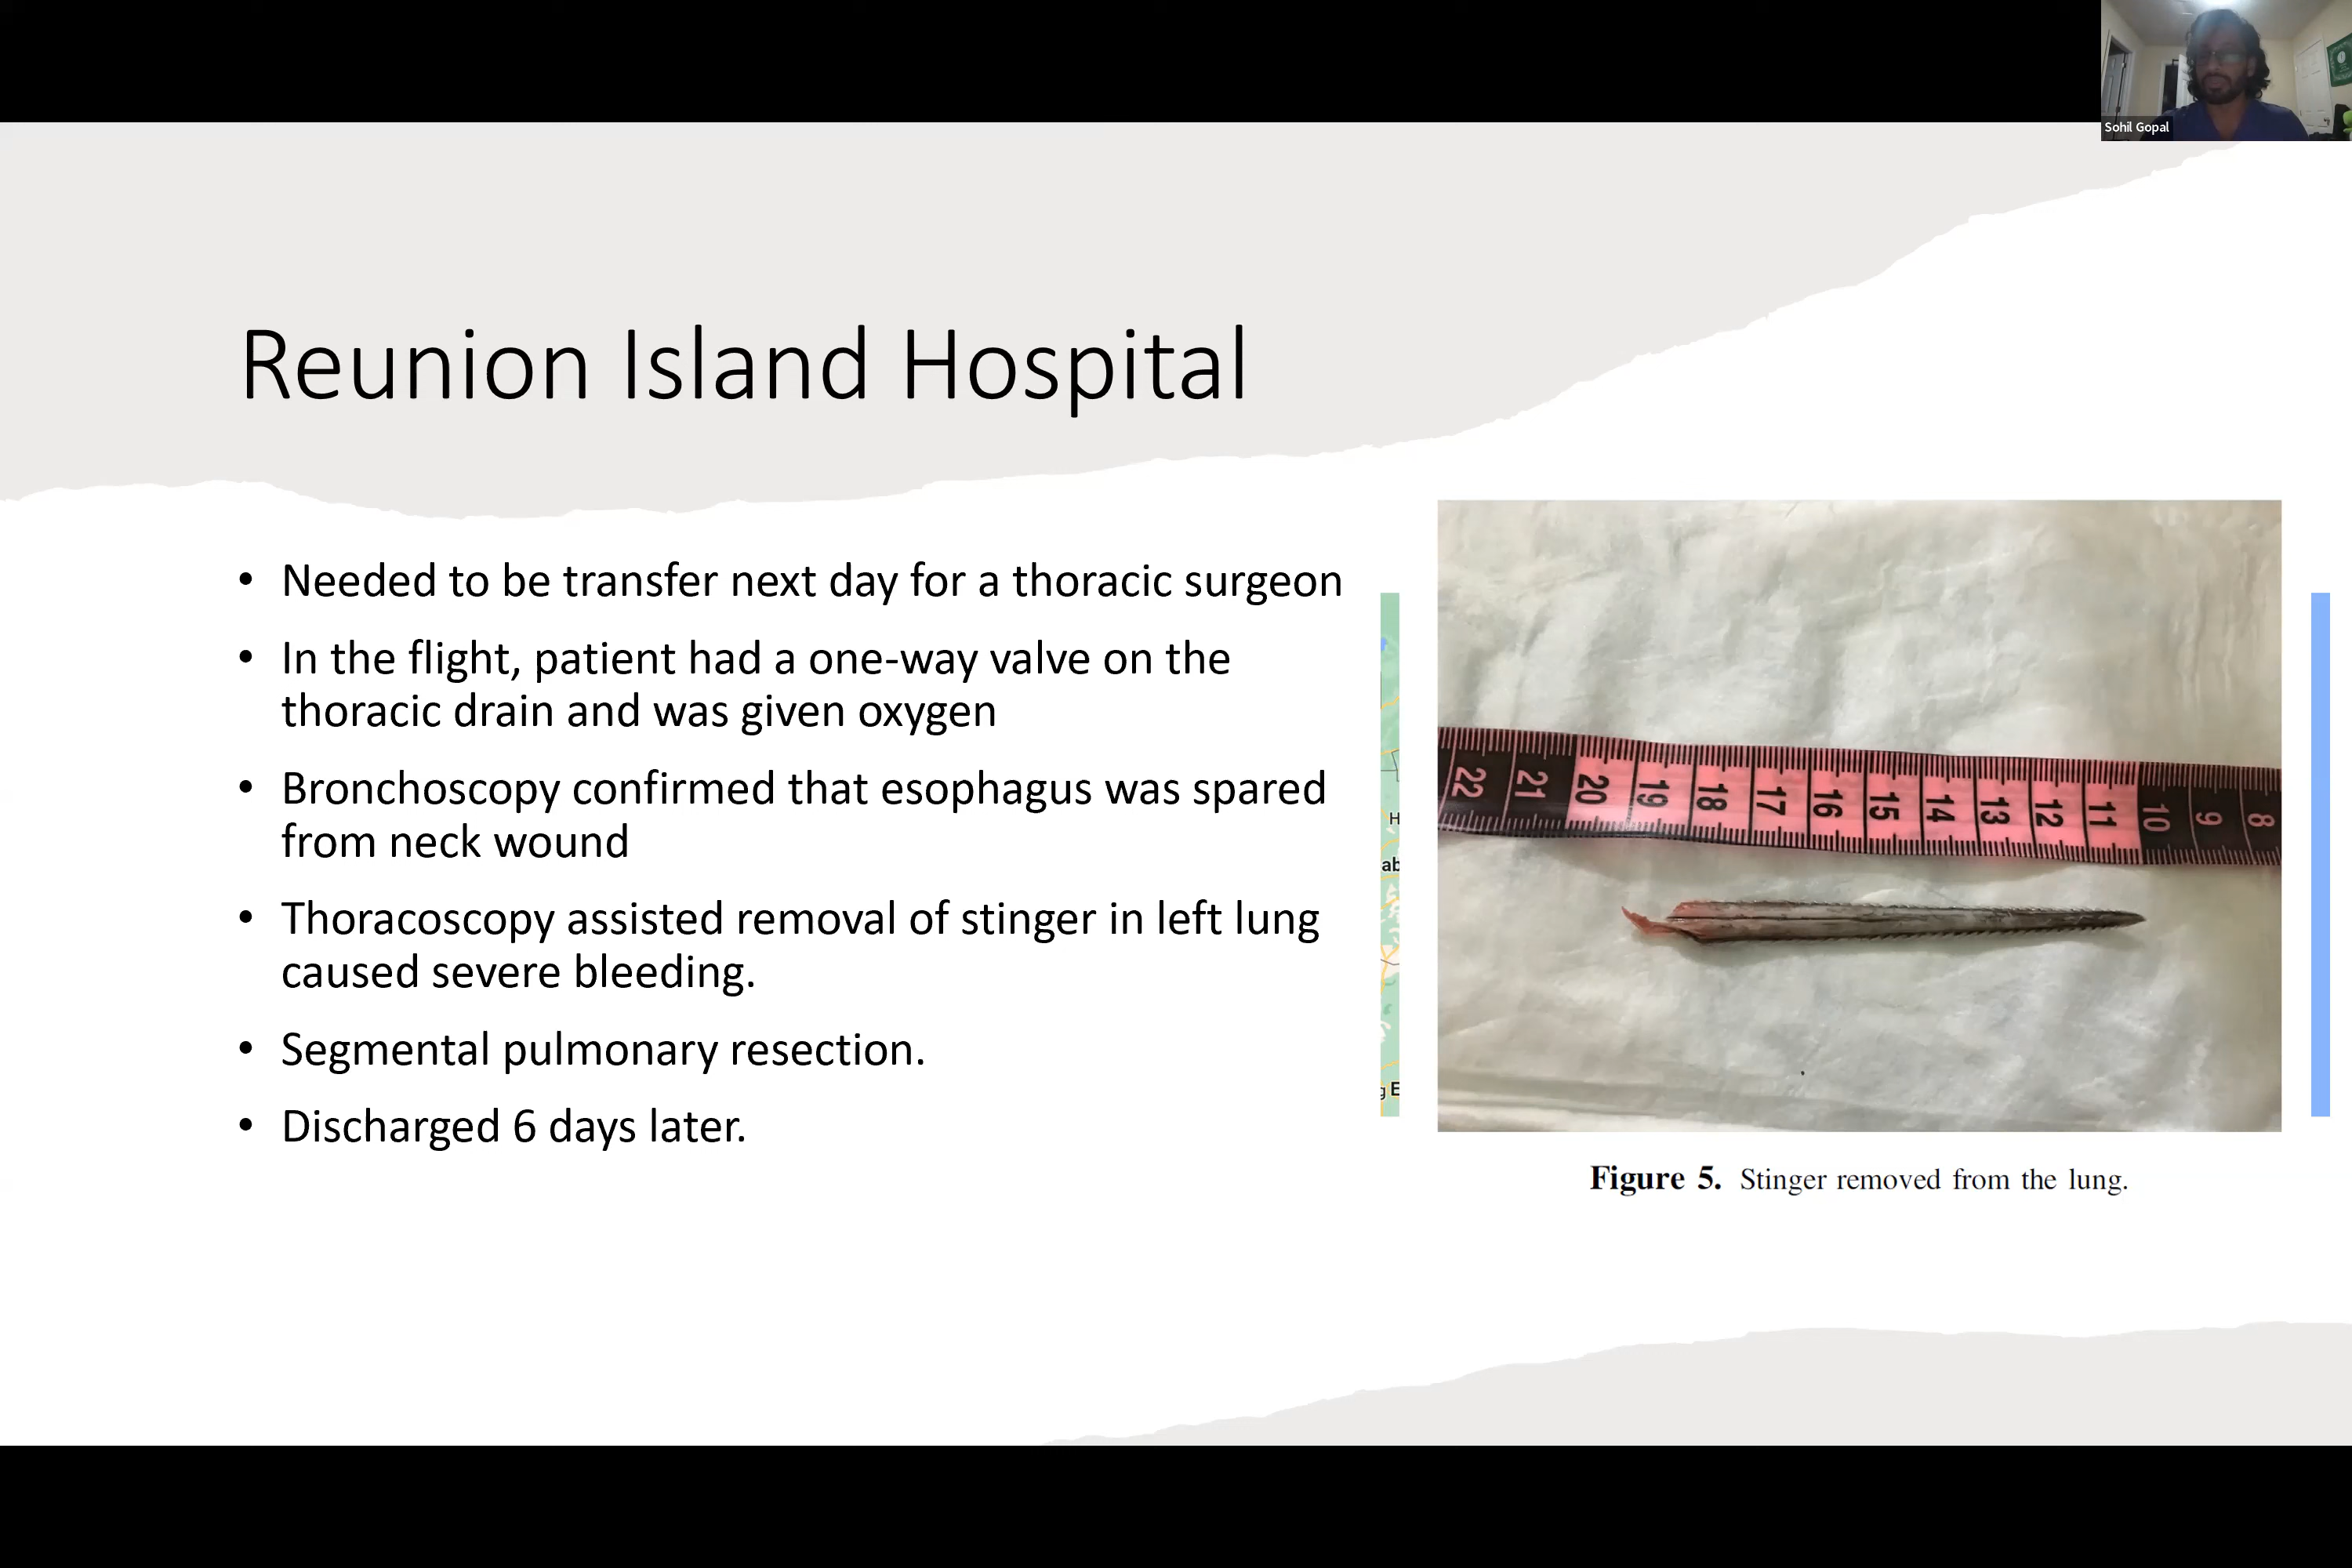 Sohil Gopal
Reunion Island Hospital
• Needed to be transfer next day for a thoracic surgeon
• In the flight, patient had a one-way valve on the
thoracic drain and was given oxygen
• Bronchoscopy confirmed that esophagus was spared
from neck wound
• Thoracoscopy assisted removal of stinger in left lung
caused severe bleeding.
• Segmental pulmonary resection.
• Discharged 6 days later.
H
ab
g E
22 21 20 19 18 17 16 15 14 13 12 11 10 9 8
Figure 5. Stinger removed from the lung.